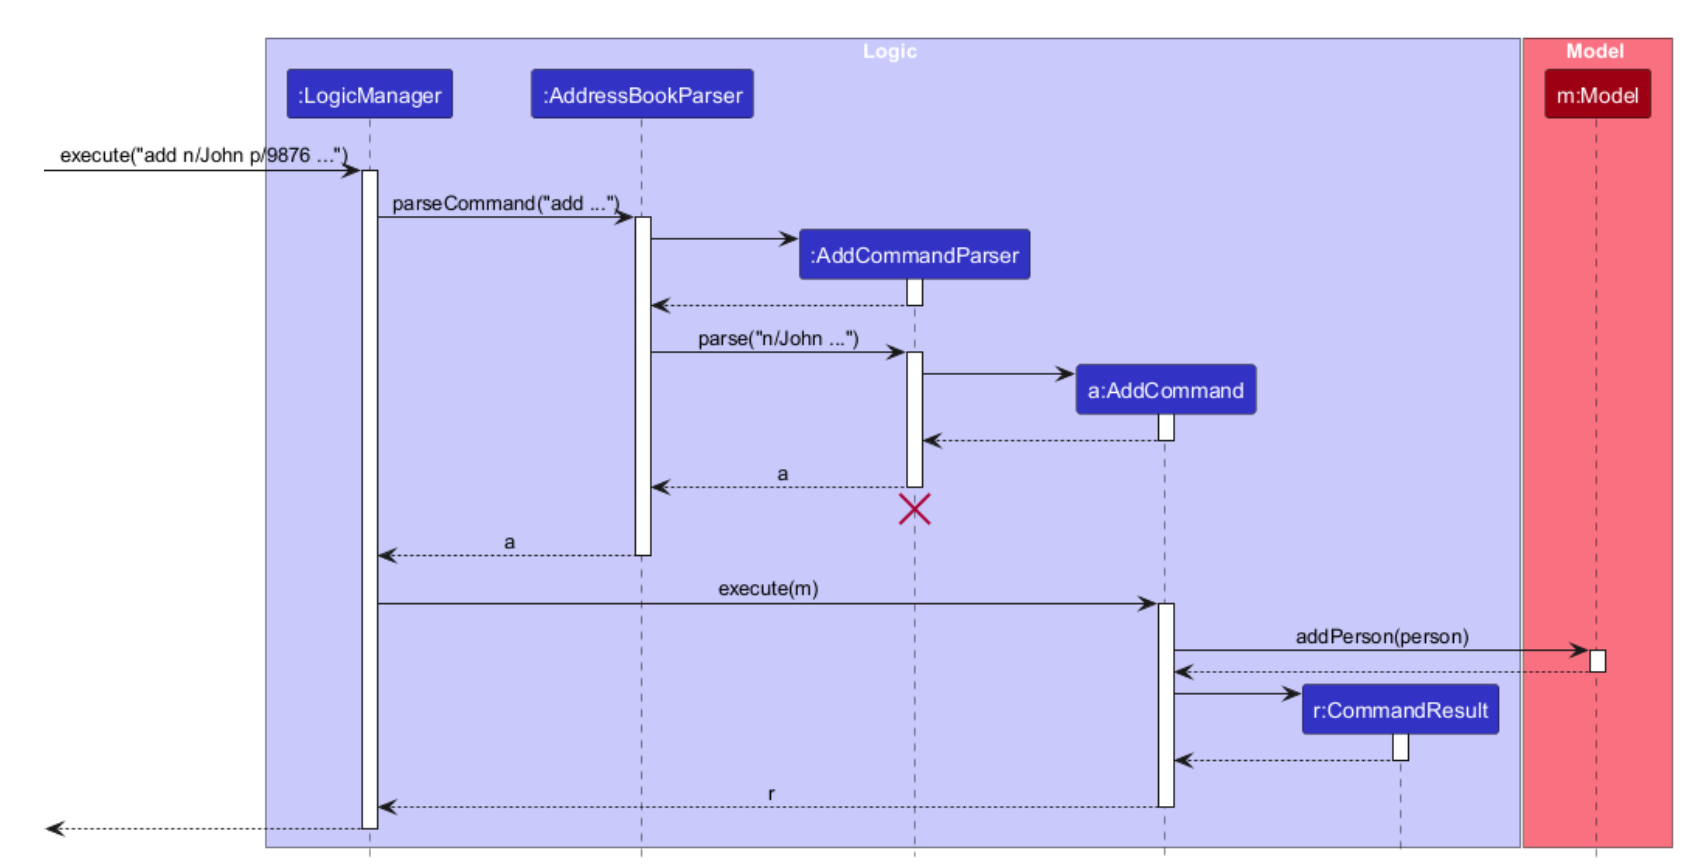 Logic
Model
:LogicManager
:AddressBookParser
m:Model
execute("add n/John p/9876 ...")
parseCommand("add ...")
:AddCommandParser
parse("n/John ...")
a:AddCommand
a
a
execute(m)
addPerson(person)
r:CommandResult
r